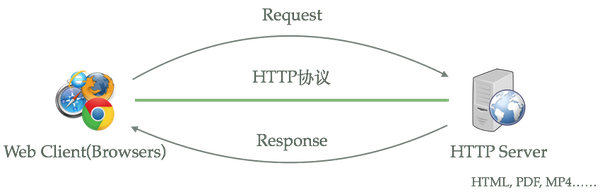 Request
HTTP协议
Response
Web Client(Browsers)
HTTP Server
HTML, PDF, MP4……